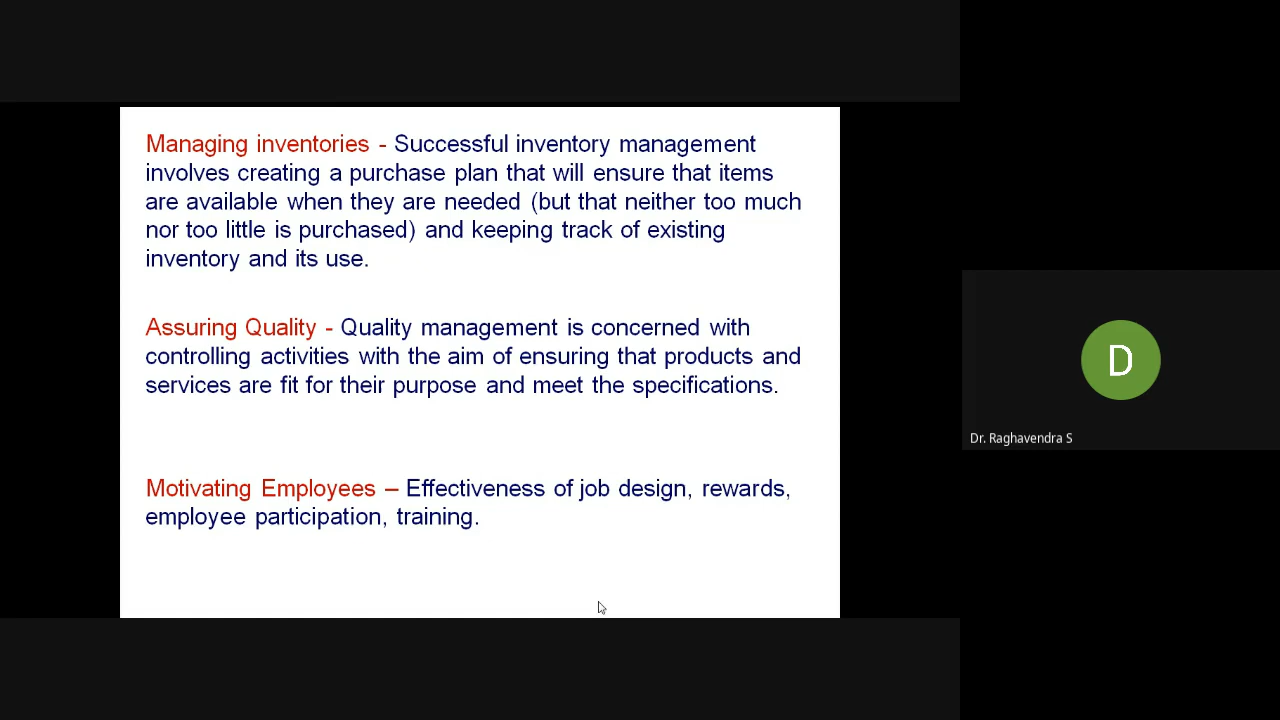 Managing inventories - Successful inventory management
involves creating a purchase plan that will ensure that items
are available when they are needed (but that neither too much
nor too little is purchased) and keeping track of existing
inventory and its use.
Assuring Quality - Quality management is concerned with
controlling activities with the aim of ensuring that products and
services are fit for their purpose and meet the specifications.
Motivating Employees – Effectiveness of job design, rewards,
employee participation, training.
D
Dr. Raghavendra S